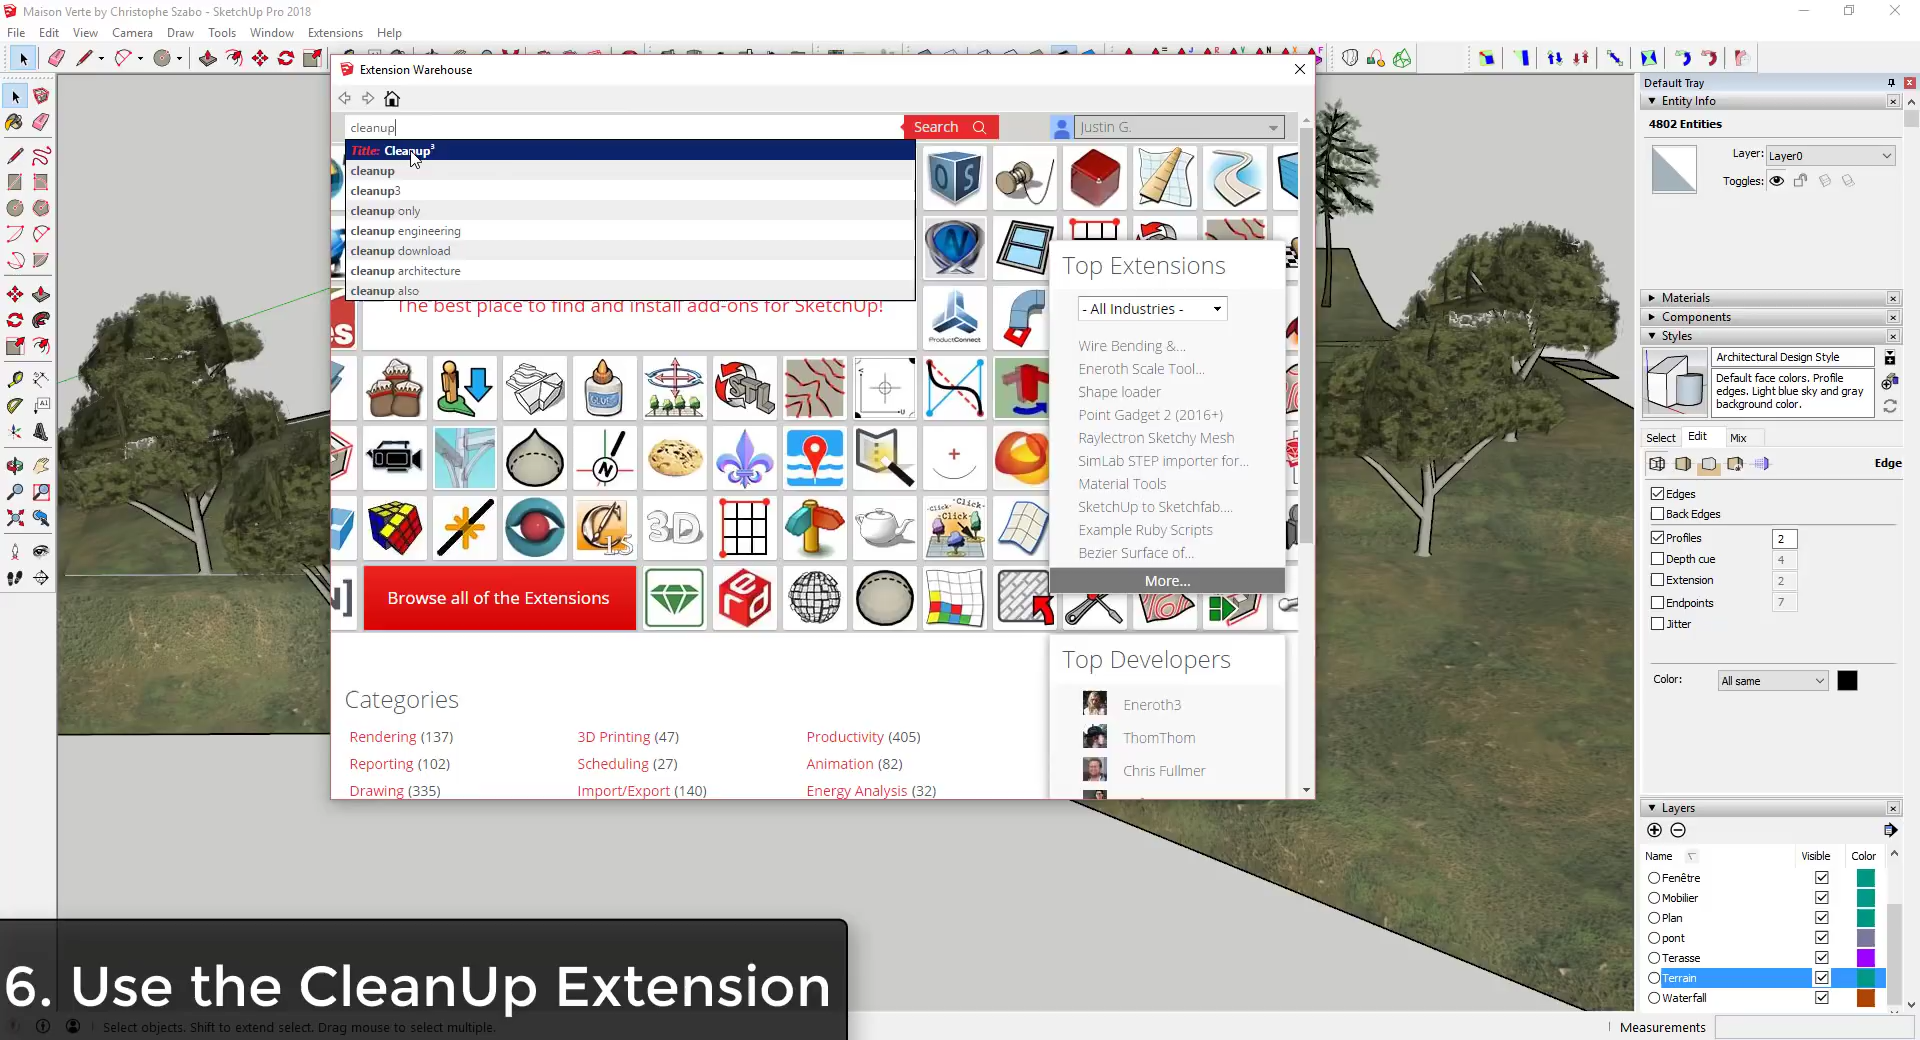 Maison Verte by Christophe Szabo - SketchUp Pro 2018
File Edit View Camera Draw Tools Window Extensions Help
Extension Warehouse
cleanup
Search
Justin G.
Title: Cleanup³
cleanup
cleanup3
cleanup only
cleanup engineering
cleanup download
cleanup architecture
cleanup also
The best place to find and install add-ons for SketchUp!
ProductConnect
Top Extensions
- All Industries -
Wire Bending &...
Eneroth Scale Tool...
Shape loader
Point Gadget 2 (2016+)
Raylectron Sketchy Mesh
SimLab STEP importer for...
Material Tools
SketchUp to Sketchfab....
Example Ruby Scripts
Bezier Surface of...
More...
Browse all of the Extensions
Top Developers
Eneroth3
ThomThom
Chris Fullmer
Categories
Rendering (137) 3D Printing (47) Productivity (405)
Reporting (102) Scheduling (27) Animation (82)
Drawing (335) Import/Export (140) Energy Analysis (32)
Default Tray
Entity Info
4802 Entities
Layer: Layer0
Toggles:
Materials
Components
Styles
Architectural Design Style
Default face colors. Profile
edges. Light blue sky and gray
background color.
Select Edit Mix
Edge
Edges
Back Edges
Profiles 2
Depth cue 4
Extension 2
Endpoints 7
Jitter
Color: All same
Layers
Name Visible Color
Fenêtre
Mobilier
Plan
pont
Terasse
Terrain
Waterfall
6. Use the CleanUp Extension
Select objects. Shift to extend select. Drag mouse to select multiple.
Measurements